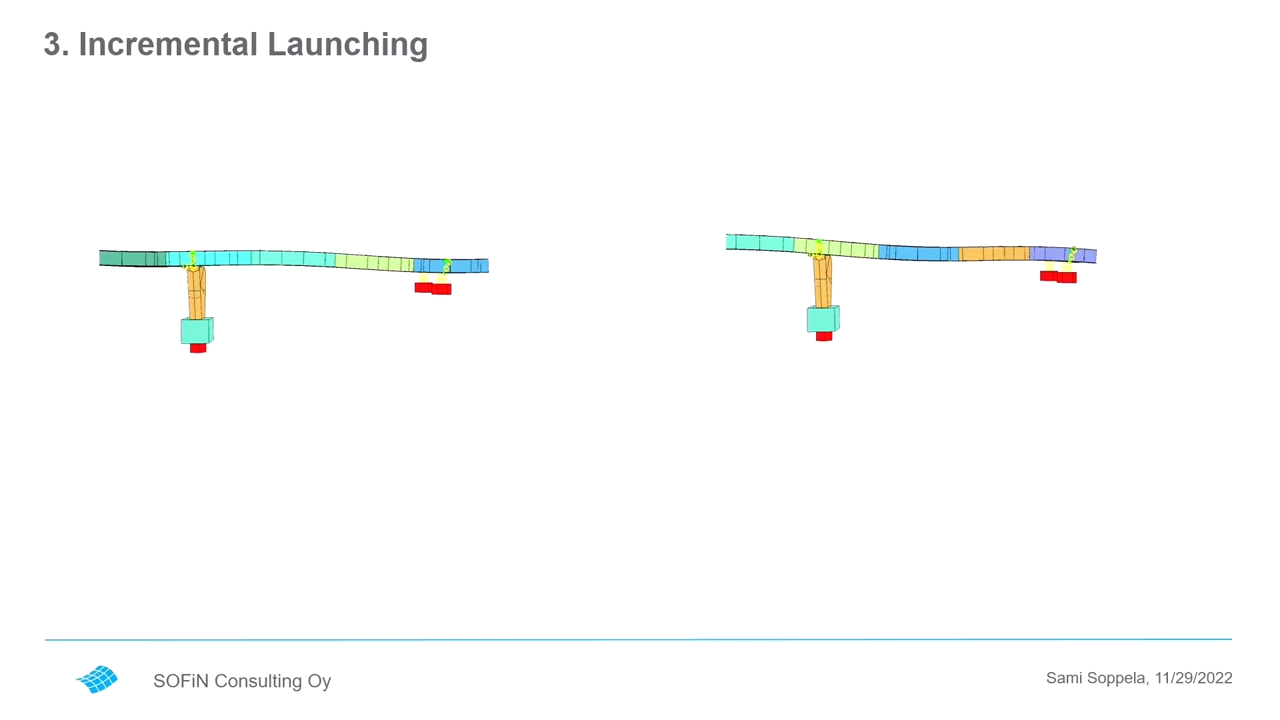 3. Incremental Launching
SOFiN Consulting Oy
Sami Soppela, 11/29/2022